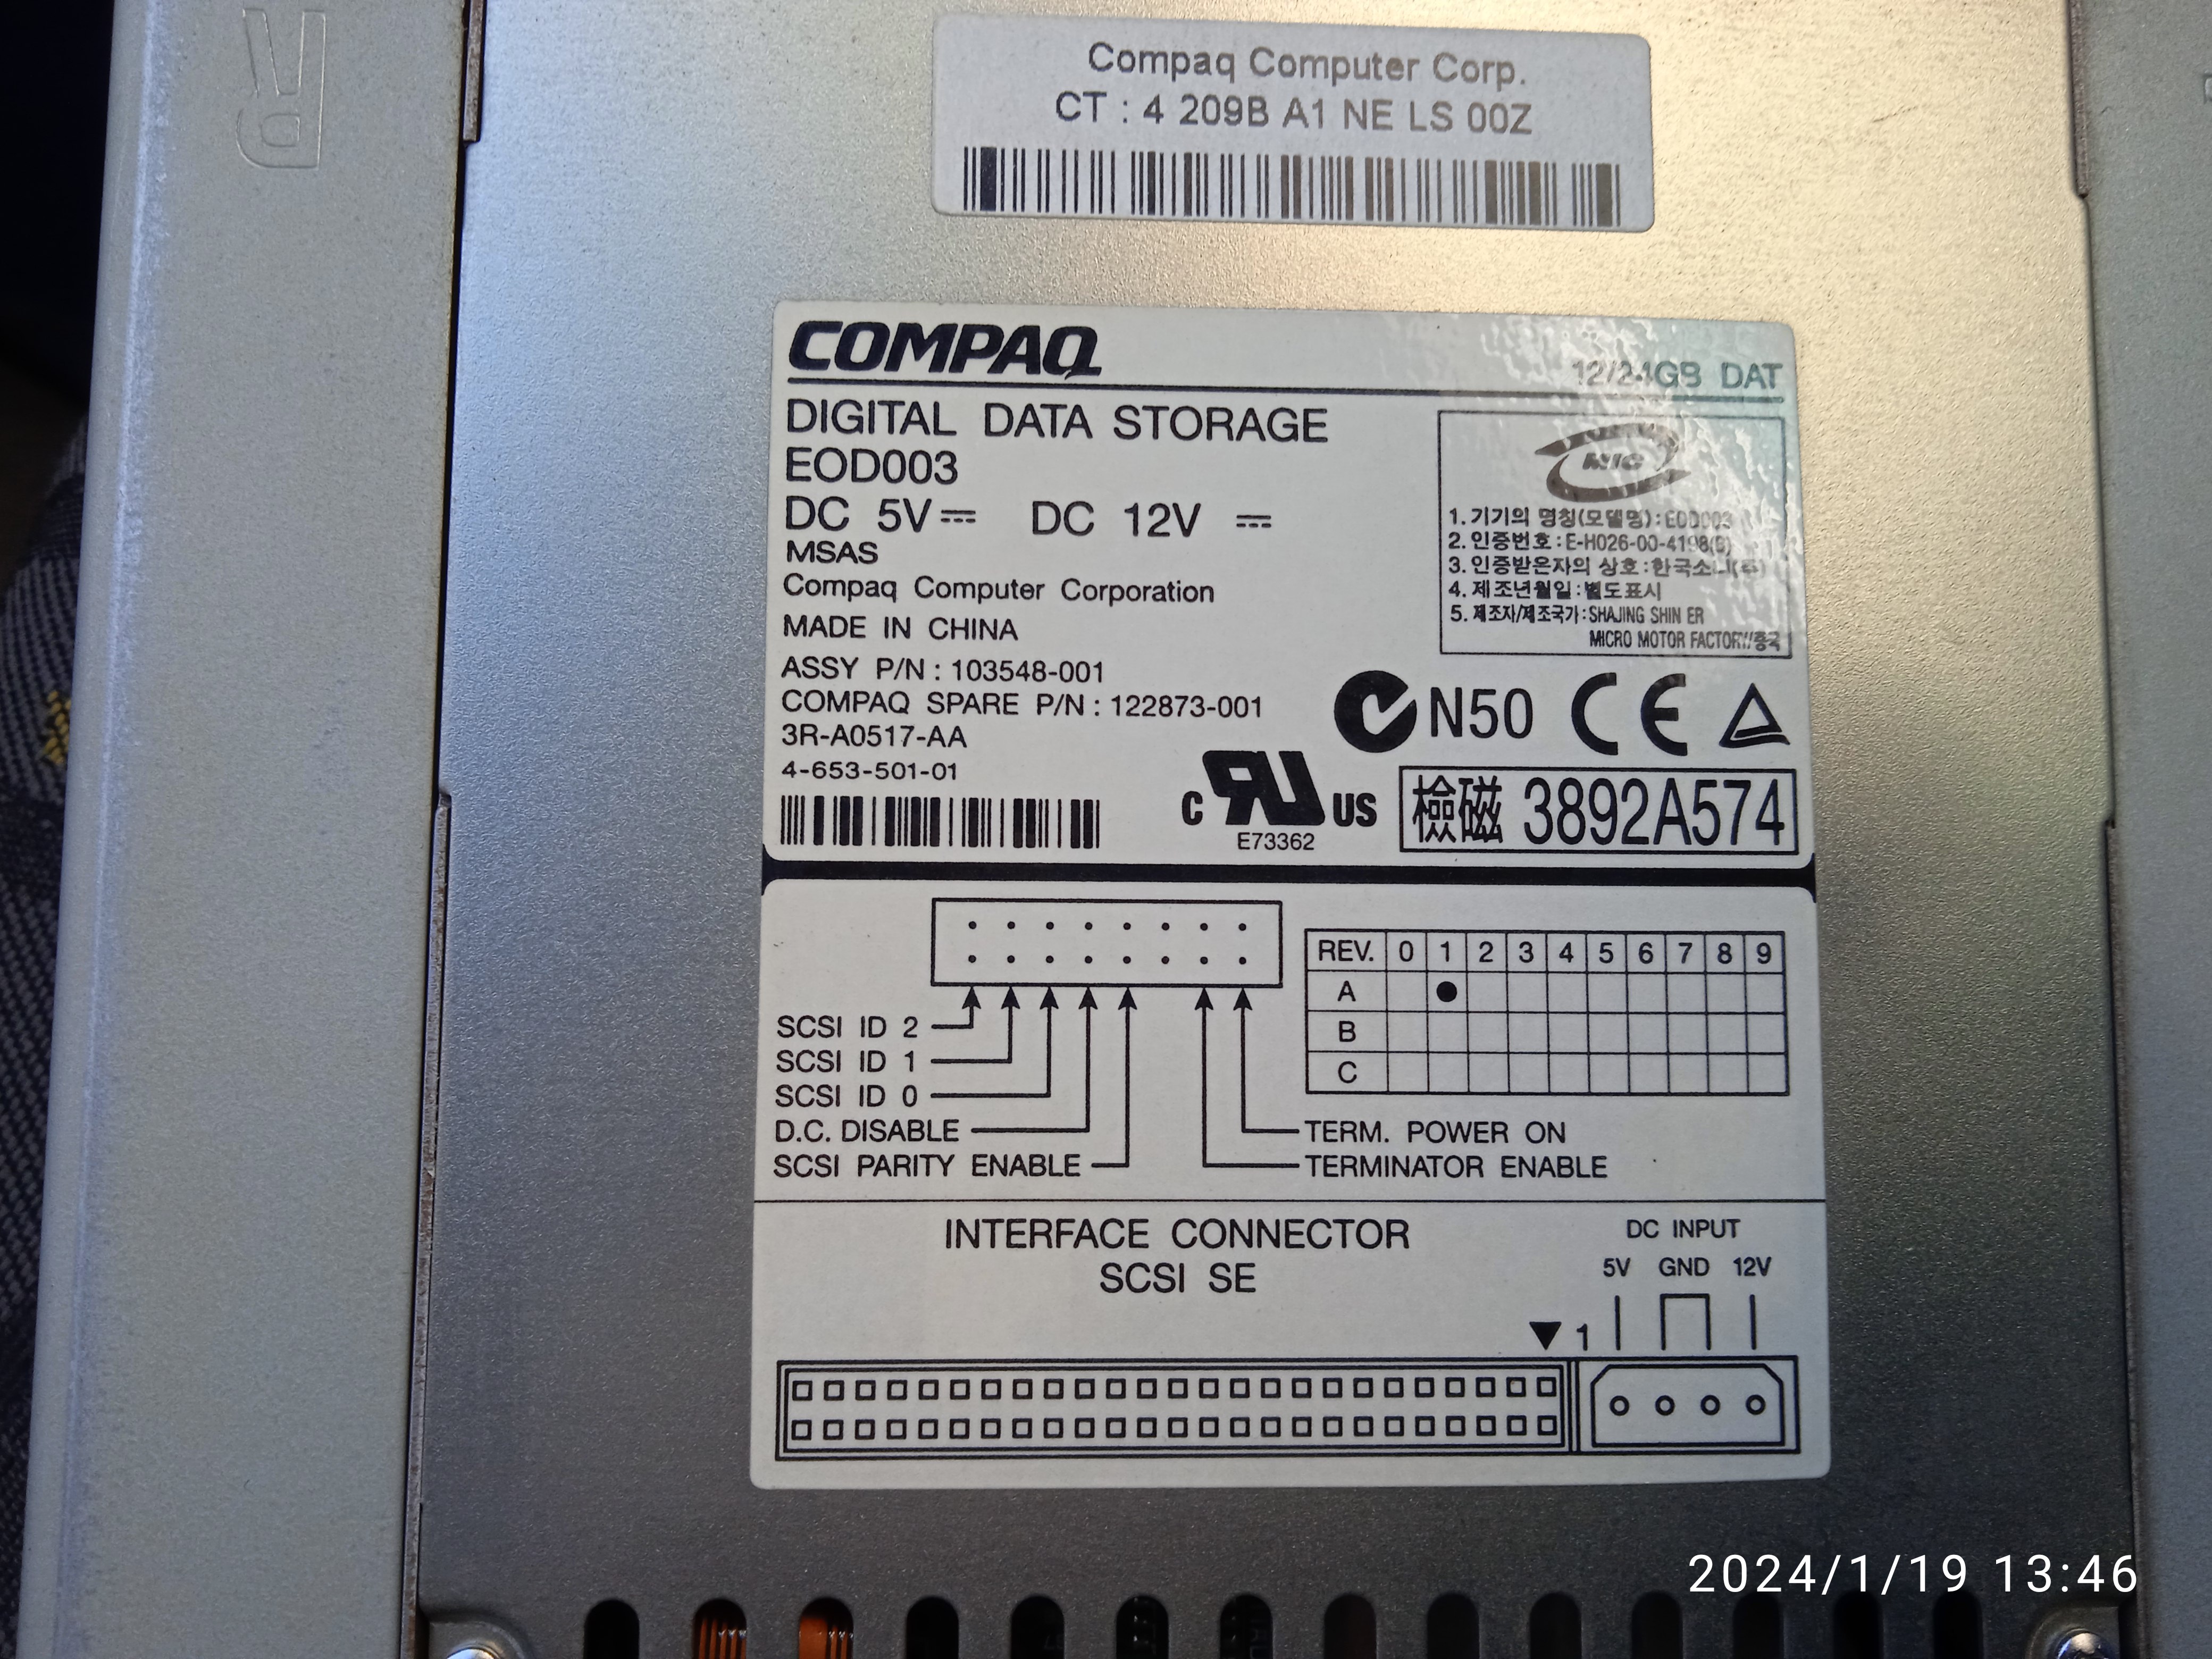 Compaq Computer Corp.
CT : 4 209B A1 NE LS 00Z
COMPAQ
12/24GB DAT
DIGITAL DATA STORAGE
EOD003
DC 5V DC 12V
MSAS
Compaq Computer Corporation
MADE IN CHINA
ASSY P/N : 103548-001
COMPAQ SPARE P/N : 122873-001
3R-A0517-AA
4-653-501-01
MIC
1. 기기의 명칭(모델명) : EOD003
2. 인증번호 : E-H026-00-4198(B)
3. 인증받은자의 상호 : 한국소니(주)
4. 제조년월일 : 별도표시
5. 제조자/제조국가 : SHAJING SHIN ER
MICRO MOTOR FACTORY/중국
N50 CE
C RU US
E73362
檢磁 3892A574
REV. 0 1 2 3 4 5 6 7 8 9
A ●
B
C
SCSI ID 2
SCSI ID 1
SCSI ID 0
D.C. DISABLE
SCSI PARITY ENABLE
TERM. POWER ON
TERMINATOR ENABLE
INTERFACE CONNECTOR
SCSI SE
DC INPUT
5V GND 12V
▼ 1
2024/1/19 13:46